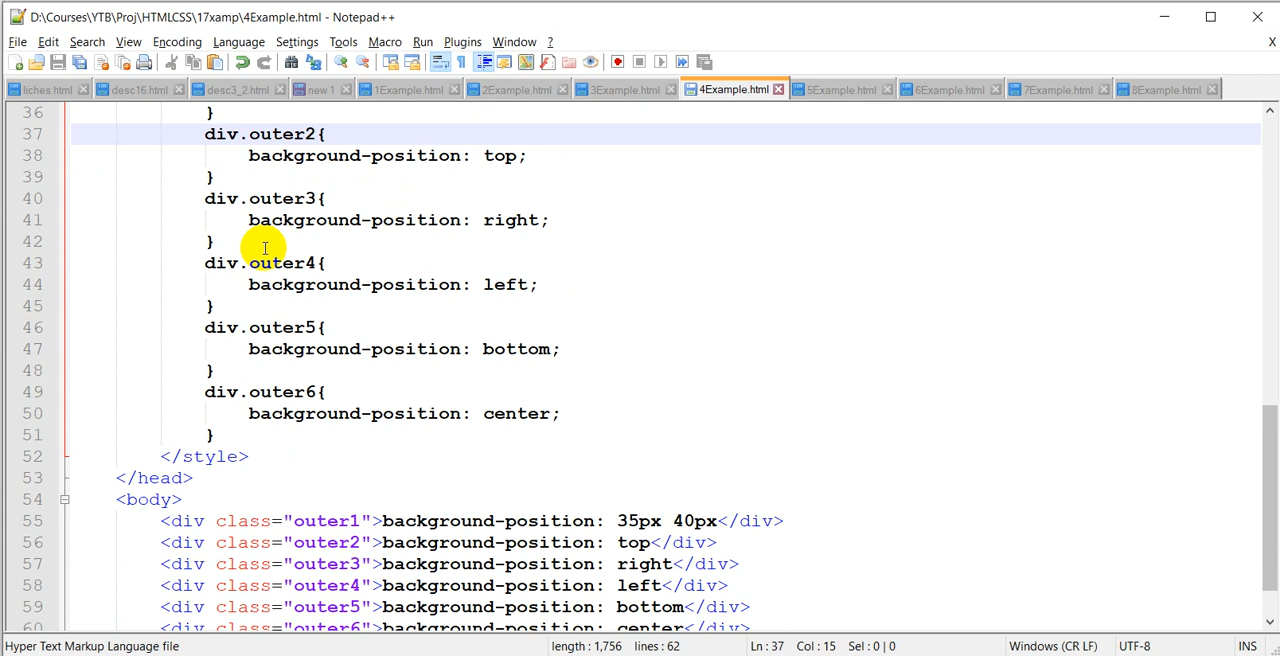 D:\Courses\YTB\Proj\HTMLCSS\17xamp\4Example.html - Notepad++
File Edit Search View Encoding Language Settings Tools Macro Run Plugins Window ? X
liches.html desc16.html desc3_2.html new 1 1Example.html 2Example.html 3Example.html 4Example.html 5Example.html 6Example.html 7Example.html 8Example.html
36 }
37 div.outer2{
38 background-position: top;
39 }
40 div.outer3{
41 background-position: right;
42 }
43 div.outer4{
44 background-position: left;
45 }
46 div.outer5{
47 background-position: bottom;
48 }
49 div.outer6{
50 background-position: center;
51 }
52 </style>
53 </head>
54 <body>
55 <div class="outer1">background-position: 35px 40px</div>
56 <div class="outer2">background-position: top</div>
57 <div class="outer3">background-position: right</div>
58 <div class="outer4">background-position: left</div>
59 <div class="outer5">background-position: bottom</div>
60 <div class="outer6">background-position: center</div>
Hyper Text Markup Language file length : 1,756 lines : 62 Ln : 37 Col : 15 Sel : 0 | 0 Windows (CR LF) UTF-8 INS